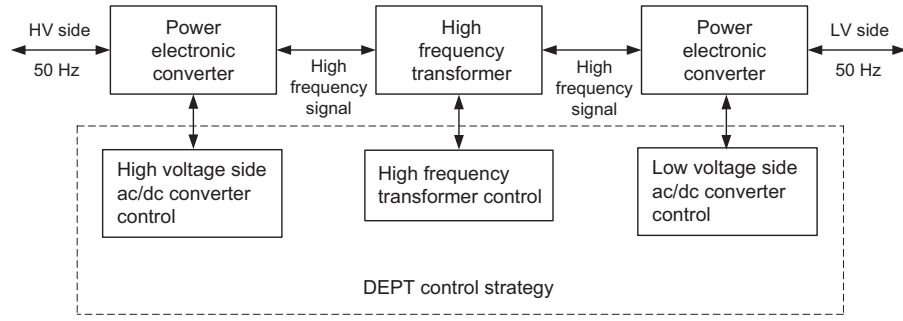 HV side
50 Hz
Power
electronic
converter
High
frequency
signal
High
frequency
transformer
High
frequency
signal
Power
electronic
converter
LV side
50 Hz
High voltage side
ac/dc converter
control
High frequency
transformer control
Low voltage side
ac/dc converter
control
DEPT control strategy